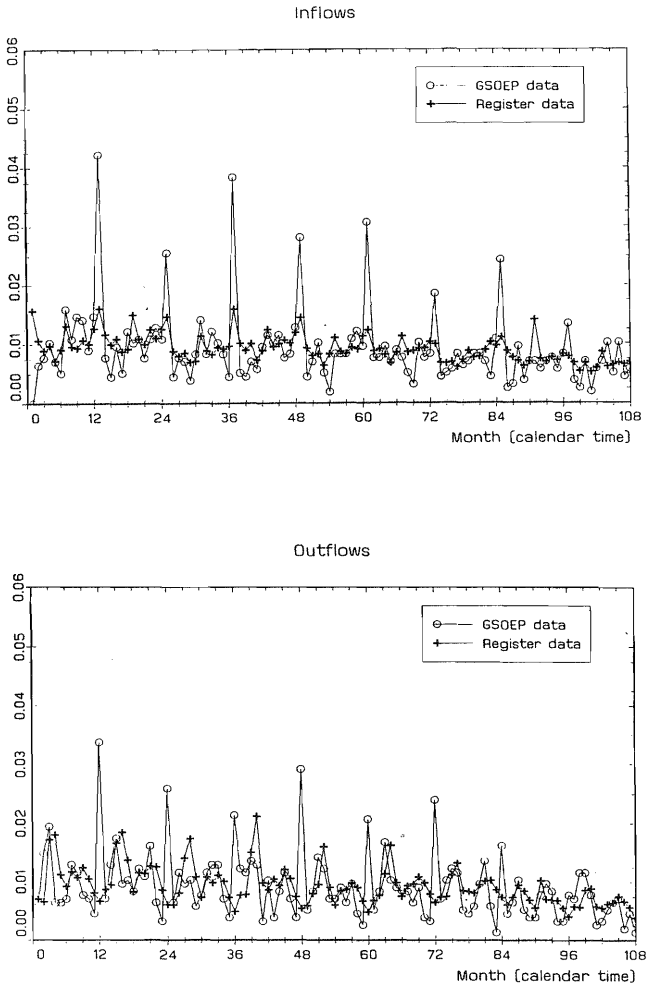 Inflows
0.06
0.05
0.04
0.03
0.02
0.01
0.00
GSOEP data
Register data
0 12 24 36 48 60 72 84 96 108
Month (calendar time)
Outflows
0.06
0.05
0.04
0.03
0.02
0.01
0.00
GSOEP data
Register data
0 12 24 36 48 60 72 84 96 108
Month (calendar time)